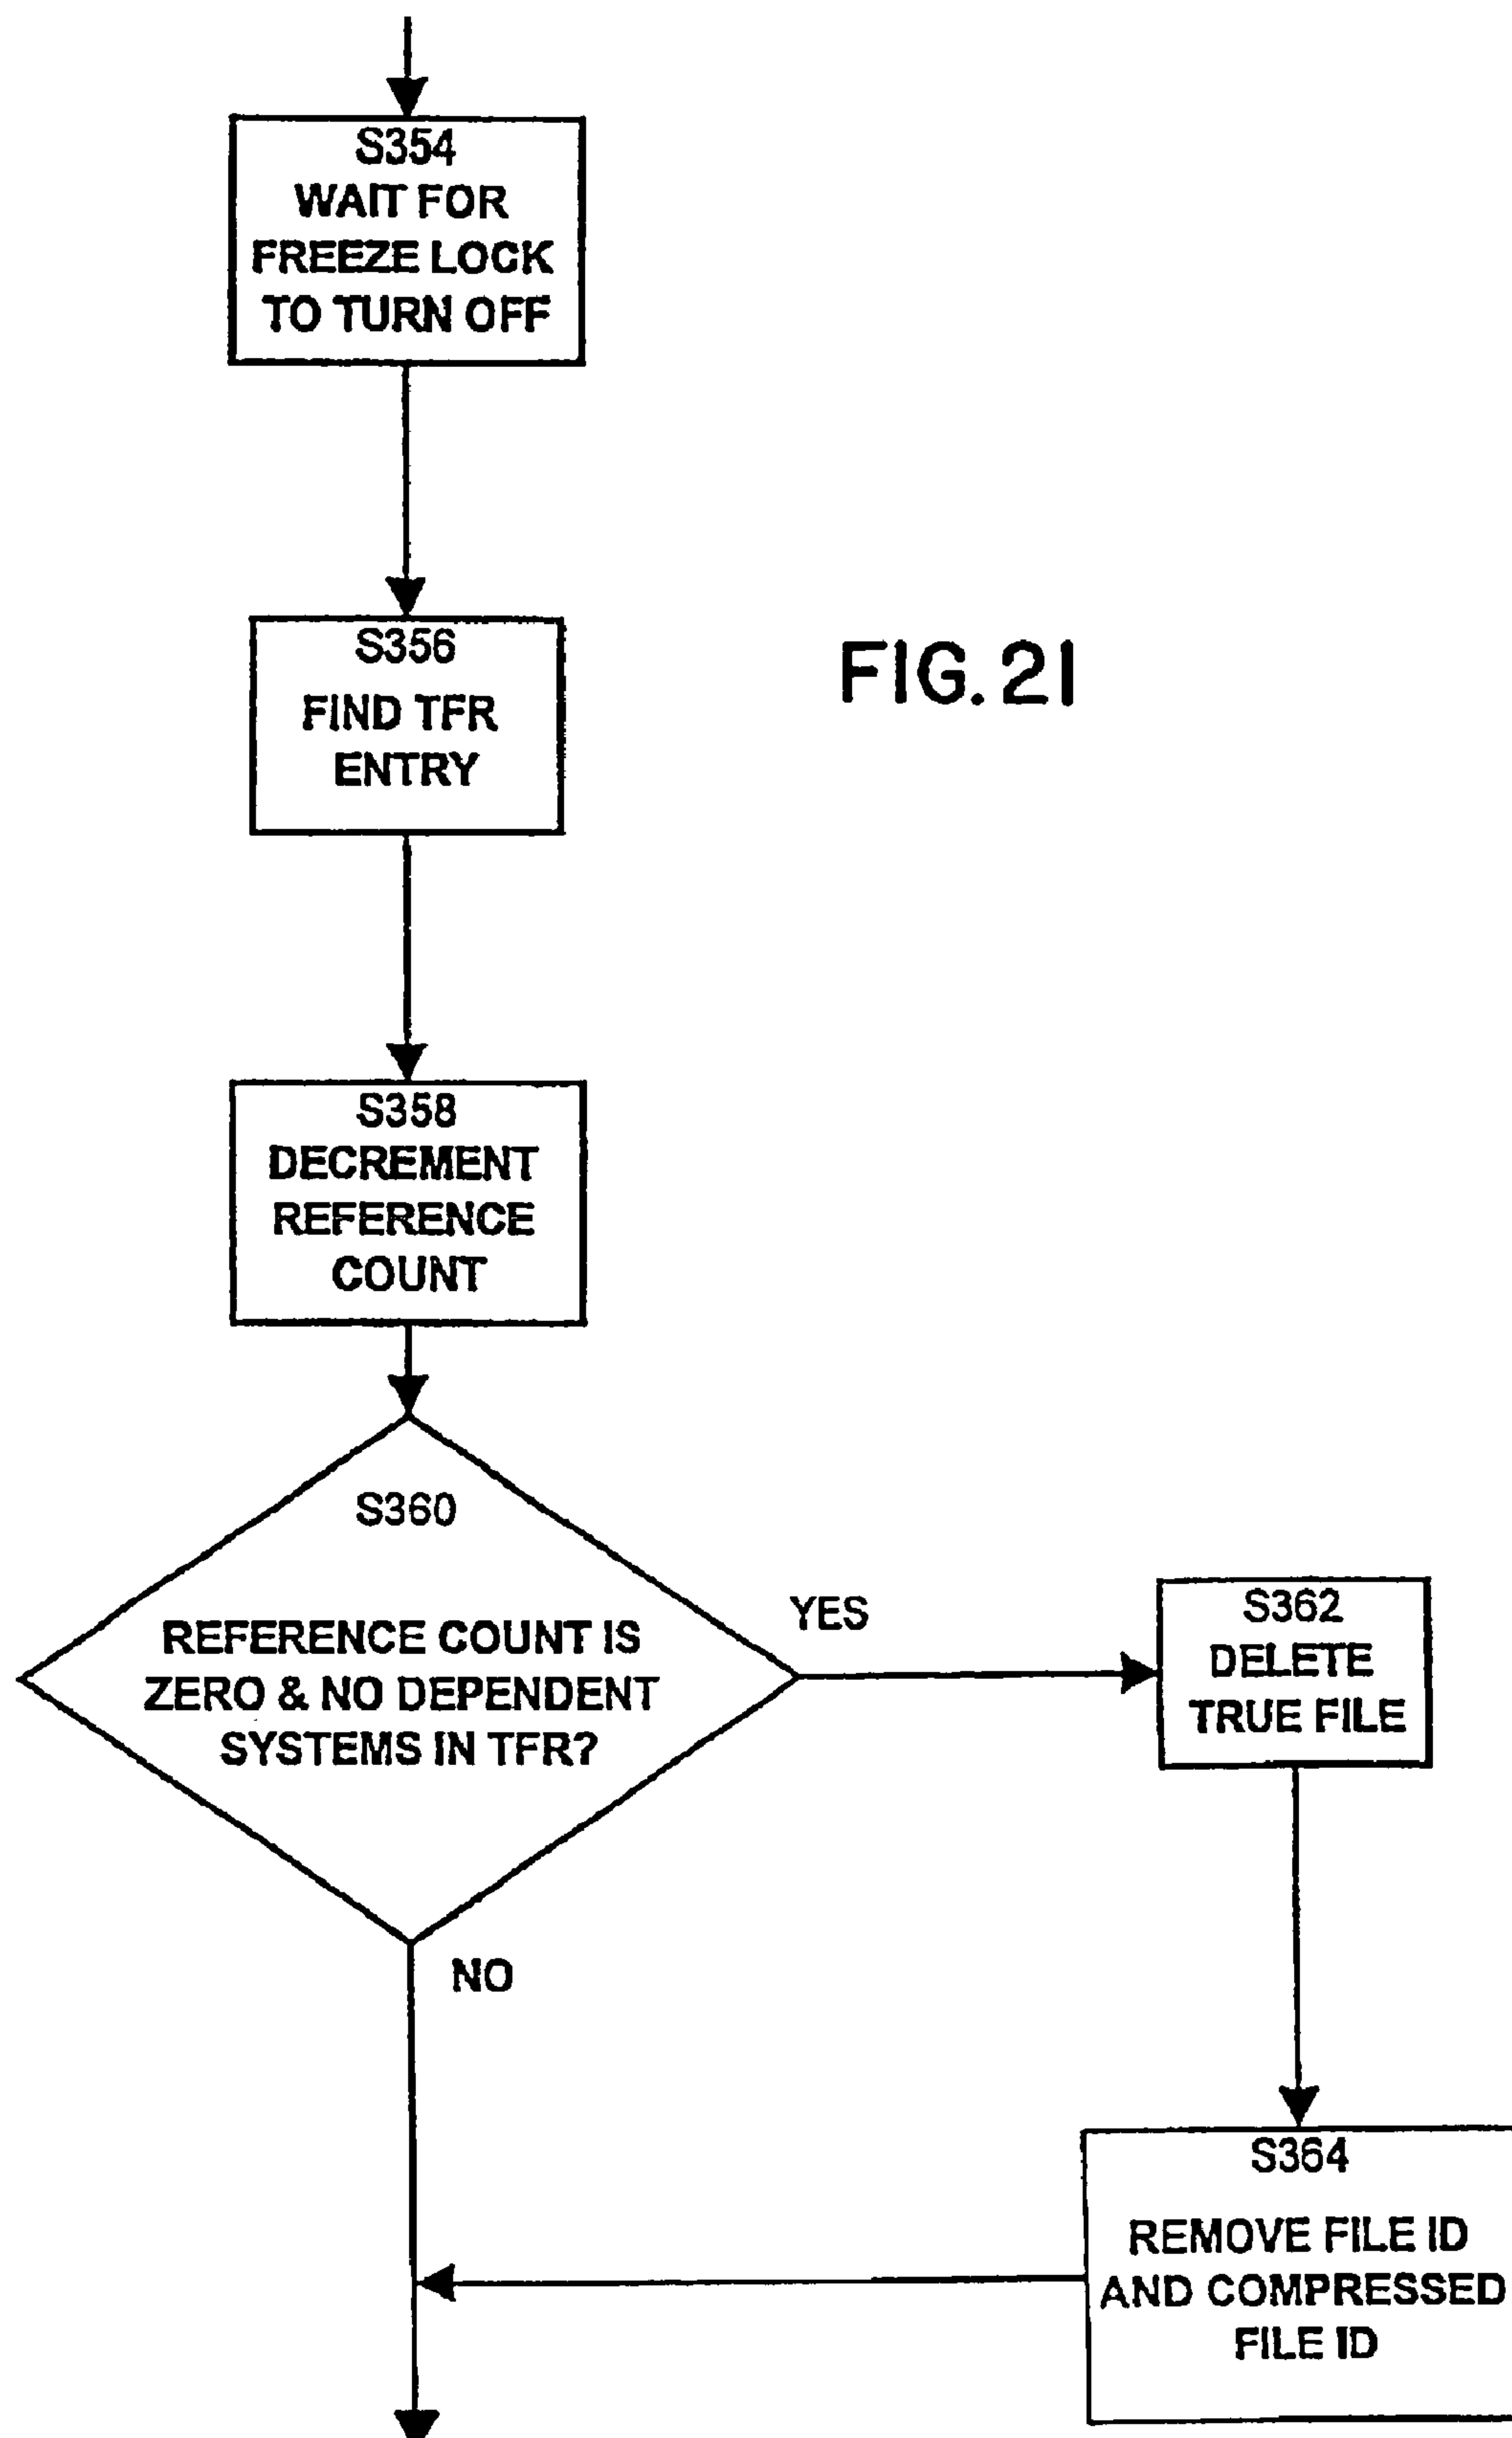 S354
WAIT FOR
FREEZE LOCK
TO TURN OFF
S356
FIND TFR
ENTRY
FIG. 21
S358
DECREMENT
REFERENCE
COUNT
S360
REFERENCE COUNT IS
ZERO & NO DEPENDENT
SYSTEMS IN TFR?
YES
S362
DELETE
TRUE FILE
NO
S364
REMOVE FILE ID
AND COMPRESSED
FILE ID